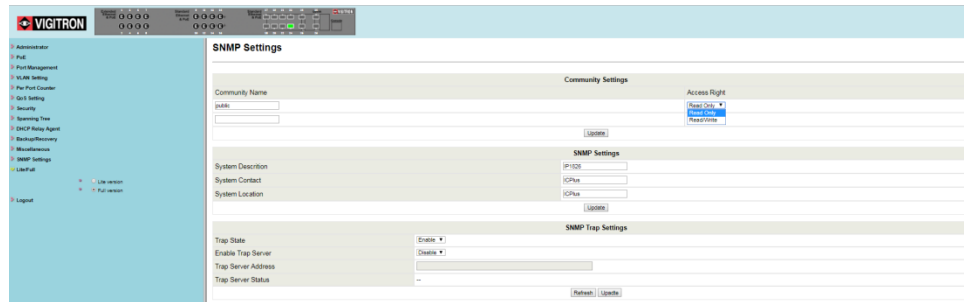 VIGITRON
SNMP Settings
Administrator
PoE
Port Management
VLAN Setting
Per Port Counter
QoS Setting
Security
Spanning Tree
DHCP Relay Agent
Backup/Recovery
Miscellaneous
SNMP Settings
Lite/Full
Lite version
Full version
Logout
Community Settings
Community Name Access Right
public Read Only
Read Only
Read/Write
Update
SNMP Settings
System Descrition IP1826
System Contact ICPlus
System Location ICPlus
Update
SNMP Trap Settings
Trap State Enable
Enable Trap Server Disable
Trap Server Address
Trap Server Status --
Refresh Upadte